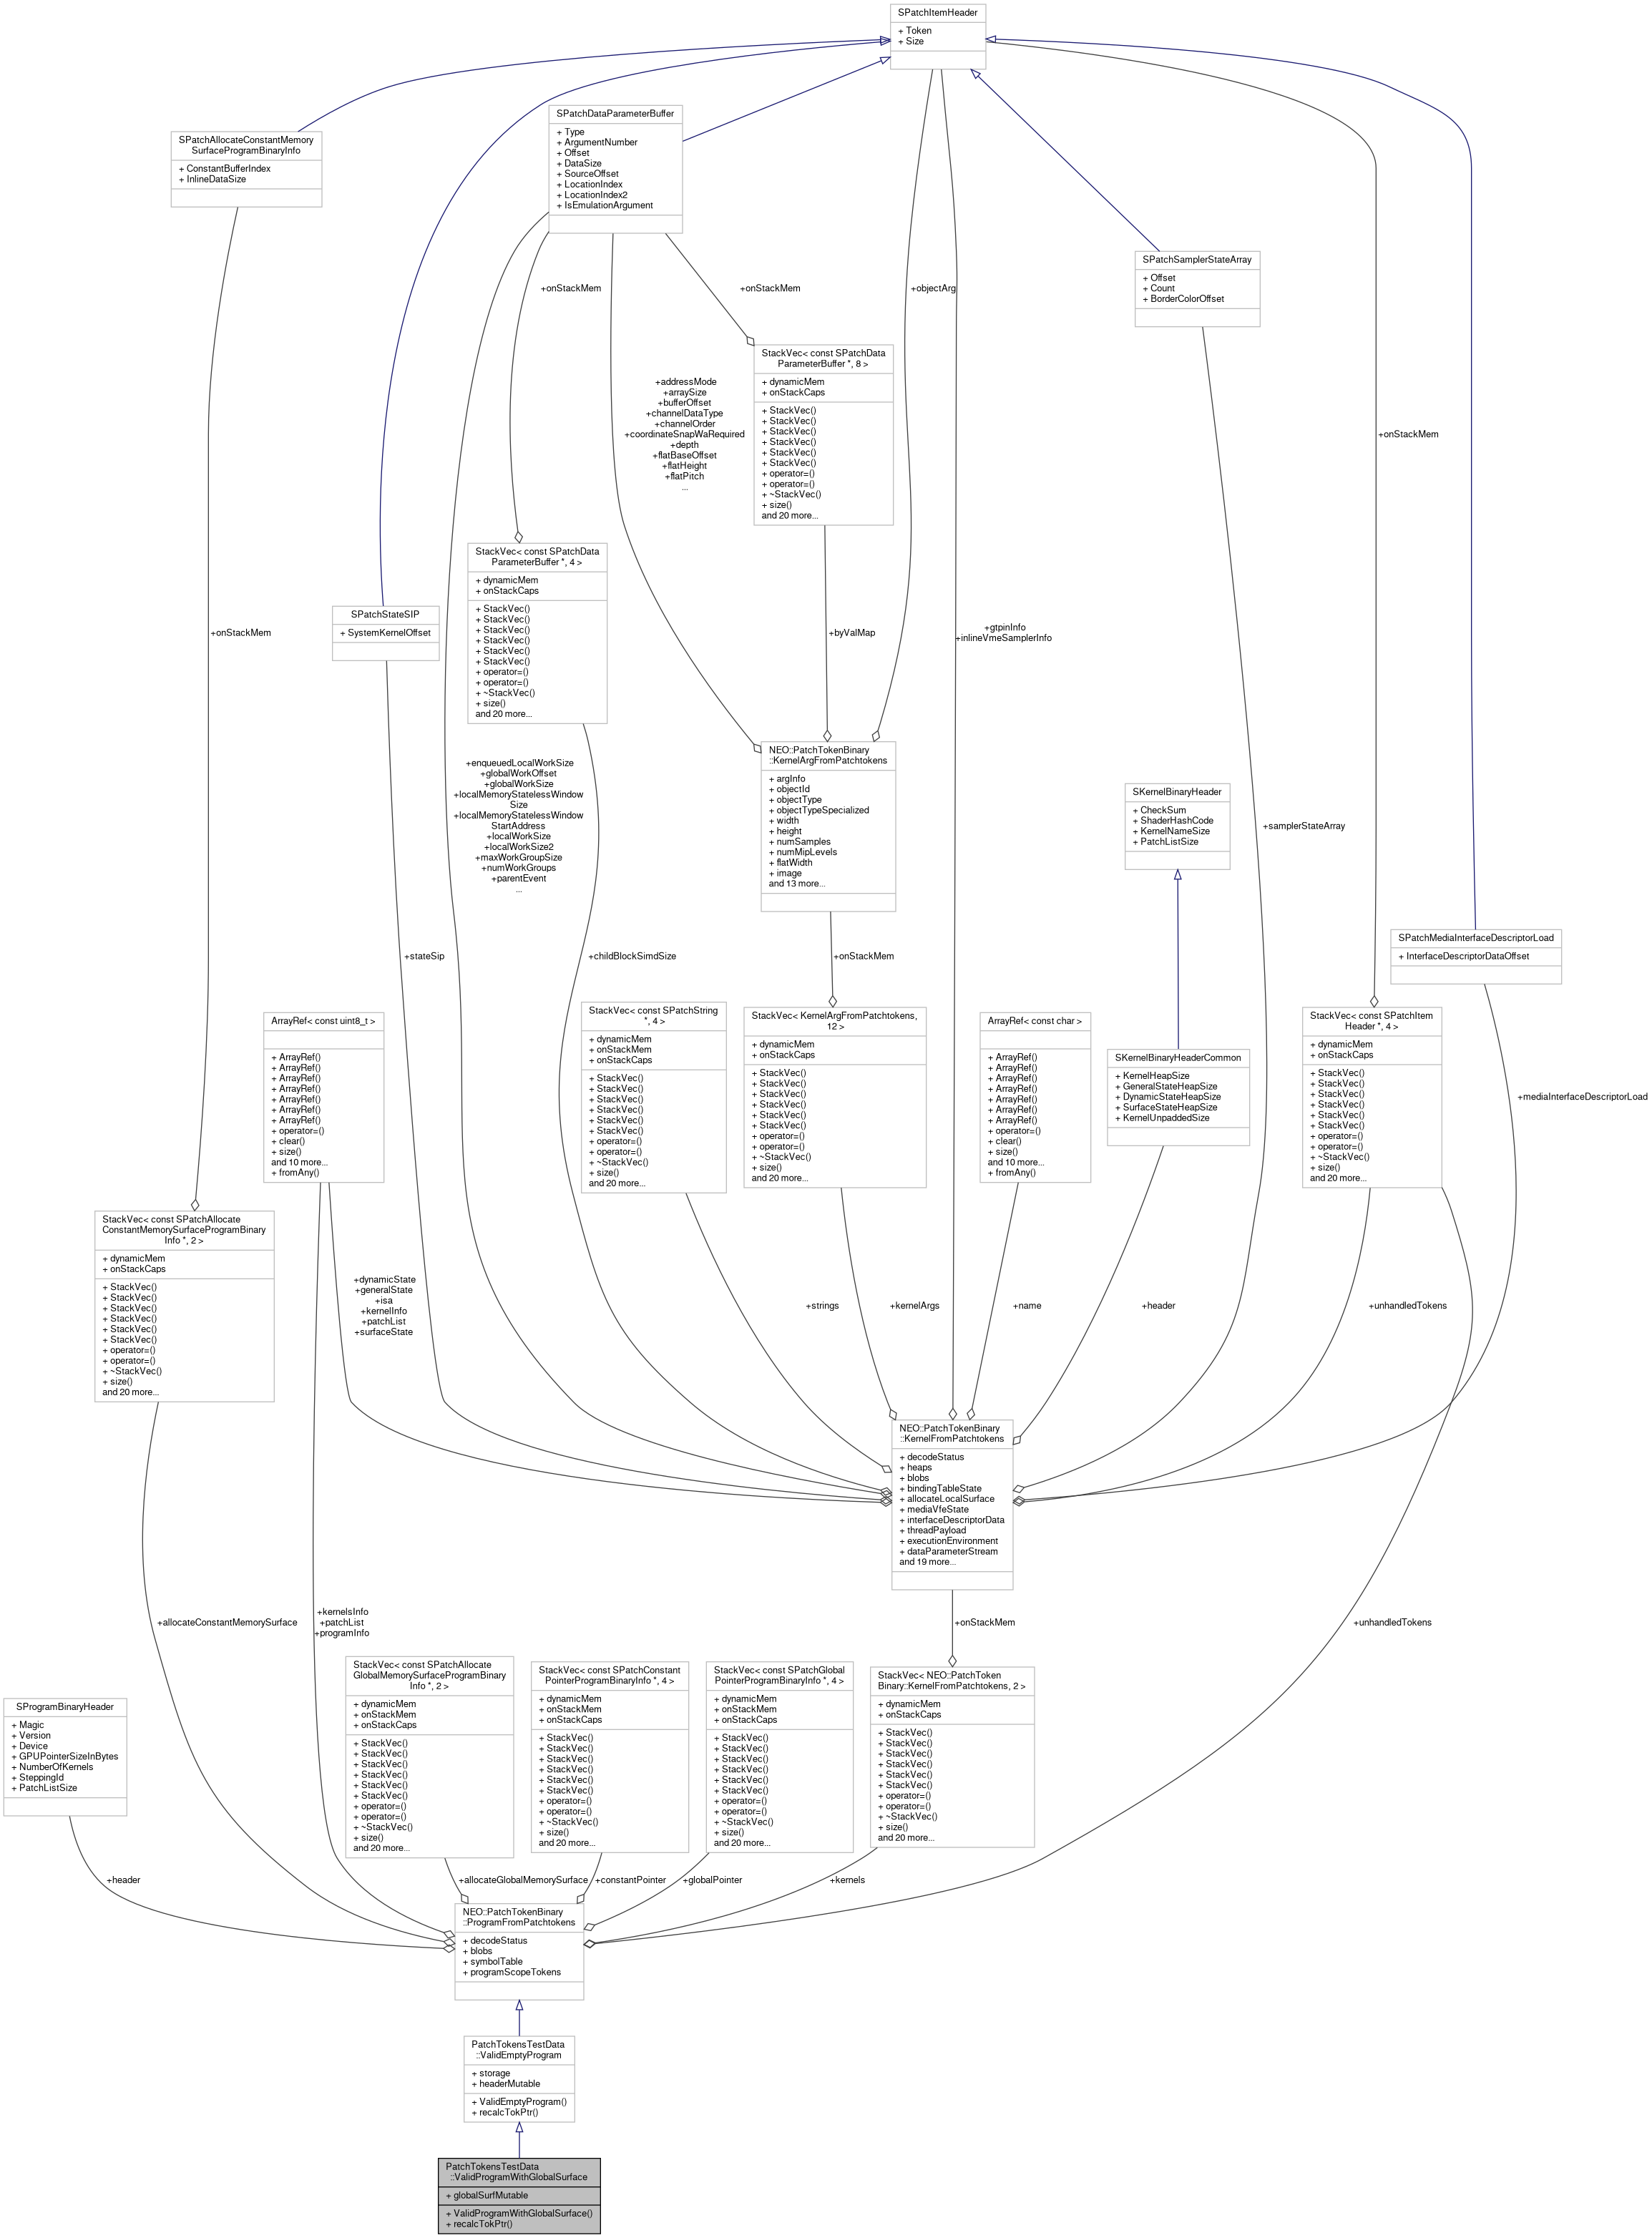 SPatchItemHeader
+ Token
+ Size
SPatchDataParameterBuffer
+ Type
+ ArgumentNumber
+ Offset
+ DataSize
+ SourceOffset
+ LocationIndex
+ LocationIndex2
+ IsEmulationArgument
SPatchAllocateConstantMemory
SurfaceProgramBinaryInfo
+ ConstantBufferIndex
+ InlineDataSize
SPatchSamplerStateArray
+ Offset
+ Count
+ BorderColorOffset
+onStackMem
+onStackMem
+objectArg
StackVec< const SPatchData
ParameterBuffer *, 8 >
+ dynamicMem
+ onStackCaps
+ StackVec()
+ StackVec()
+ StackVec()
+ StackVec()
+ StackVec()
+ StackVec()
+ operator=()
+ operator=()
+ ~StackVec()
+ size()
and 20 more...
+addressMode
+arraySize
+bufferOffset
+channelDataType
+channelOrder
+coordinateSnapWaRequired
+depth
+flatBaseOffset
+flatHeight
+flatPitch
...
+onStackMem
StackVec< const SPatchData
ParameterBuffer *, 4 >
+ dynamicMem
+ onStackCaps
+ StackVec()
+ StackVec()
+ StackVec()
+ StackVec()
+ StackVec()
+ StackVec()
+ operator=()
+ operator=()
+ ~StackVec()
+ size()
and 20 more...
SPatchStateSIP
+ SystemKernelOffset
+onStackMem
+byValMap
+gtpinInfo
+inlineVmeSamplerInfo
NEO::PatchTokenBinary
::KernelArgFromPatchtokens
+ argInfo
+ objectId
+ objectType
+ objectTypeSpecialized
+ width
+ height
+ numSamples
+ numMipLevels
+ flatWidth
+ image
and 13 more...
+enqueuedLocalWorkSize
+globalWorkOffset
+globalWorkSize
+localMemoryStatelessWindow
Size
+localMemoryStatelessWindow
StartAddress
+localWorkSize
+localWorkSize2
+maxWorkGroupSize
+numWorkGroups
+parentEvent
...
SKernelBinaryHeader
+ CheckSum
+ ShaderHashCode
+ KernelNameSize
+ PatchListSize
+samplerStateArray
SPatchMediaInterfaceDescriptorLoad
+ InterfaceDescriptorDataOffset
+stateSip
+childBlockSimdSize
+onStackMem
ArrayRef< const uint8_t >
+ ArrayRef()
+ ArrayRef()
+ ArrayRef()
+ ArrayRef()
+ ArrayRef()
+ ArrayRef()
+ ArrayRef()
+ operator=()
+ clear()
+ size()
and 10 more...
+ fromAny()
StackVec< const SPatchString
*, 4 >
+ dynamicMem
+ onStackMem
+ onStackCaps
+ StackVec()
+ StackVec()
+ StackVec()
+ StackVec()
+ StackVec()
+ StackVec()
+ operator=()
+ operator=()
+ ~StackVec()
+ size()
and 20 more...
StackVec< KernelArgFromPatchtokens,
12 >
+ dynamicMem
+ onStackCaps
+ StackVec()
+ StackVec()
+ StackVec()
+ StackVec()
+ StackVec()
+ StackVec()
+ operator=()
+ operator=()
+ ~StackVec()
+ size()
and 20 more...
ArrayRef< const char >
+ ArrayRef()
+ ArrayRef()
+ ArrayRef()
+ ArrayRef()
+ ArrayRef()
+ ArrayRef()
+ ArrayRef()
+ operator=()
+ clear()
+ size()
and 10 more...
+ fromAny()
SKernelBinaryHeaderCommon
+ KernelHeapSize
+ GeneralStateHeapSize
+ DynamicStateHeapSize
+ SurfaceStateHeapSize
+ KernelUnpaddedSize
StackVec< const SPatchItem
Header *, 4 >
+ dynamicMem
+ onStackCaps
+ StackVec()
+ StackVec()
+ StackVec()
+ StackVec()
+ StackVec()
+ StackVec()
+ operator=()
+ operator=()
+ ~StackVec()
+ size()
and 20 more...
+mediaInterfaceDescriptorLoad
StackVec< const SPatchAllocate
ConstantMemorySurfaceProgramBinary
Info *, 2 >
+ dynamicMem
+ onStackCaps
+ StackVec()
+ StackVec()
+ StackVec()
+ StackVec()
+ StackVec()
+ StackVec()
+ operator=()
+ operator=()
+ ~StackVec()
+ size()
and 20 more...
+dynamicState
+generalState
+isa
+kernelInfo
+patchList
+surfaceState
+strings
+kernelArgs
+name
+header
+unhandledTokens
NEO::PatchTokenBinary
::KernelFromPatchtokens
+ decodeStatus
+ heaps
+ blobs
+ bindingTableState
+ allocateLocalSurface
+ mediaVfeState
+ interfaceDescriptorData
+ threadPayload
+ executionEnvironment
+ dataParameterStream
and 19 more...
+allocateConstantMemorySurface
+kernelsInfo
+patchList
+programInfo
+onStackMem
+unhandledTokens
SProgramBinaryHeader
+ Magic
+ Version
+ Device
+ GPUPointerSizeInBytes
+ NumberOfKernels
+ SteppingId
+ PatchListSize
StackVec< const SPatchAllocate
GlobalMemorySurfaceProgramBinary
Info *, 2 >
+ dynamicMem
+ onStackMem
+ onStackCaps
+ StackVec()
+ StackVec()
+ StackVec()
+ StackVec()
+ StackVec()
+ StackVec()
+ operator=()
+ operator=()
+ ~StackVec()
+ size()
and 20 more...
StackVec< const SPatchConstant
PointerProgramBinaryInfo *, 4 >
+ dynamicMem
+ onStackMem
+ onStackCaps
+ StackVec()
+ StackVec()
+ StackVec()
+ StackVec()
+ StackVec()
+ StackVec()
+ operator=()
+ operator=()
+ ~StackVec()
+ size()
and 20 more...
StackVec< const SPatchGlobal
PointerProgramBinaryInfo *, 4 >
+ dynamicMem
+ onStackMem
+ onStackCaps
+ StackVec()
+ StackVec()
+ StackVec()
+ StackVec()
+ StackVec()
+ StackVec()
+ operator=()
+ operator=()
+ ~StackVec()
+ size()
and 20 more...
StackVec< NEO::PatchToken
Binary::KernelFromPatchtokens, 2 >
+ dynamicMem
+ onStackCaps
+ StackVec()
+ StackVec()
+ StackVec()
+ StackVec()
+ StackVec()
+ StackVec()
+ operator=()
+ operator=()
+ ~StackVec()
+ size()
and 20 more...
+header
+allocateGlobalMemorySurface
+constantPointer
+globalPointer
+kernels
NEO::PatchTokenBinary
::ProgramFromPatchtokens
+ decodeStatus
+ blobs
+ symbolTable
+ programScopeTokens
PatchTokensTestData
::ValidEmptyProgram
+ storage
+ headerMutable
+ ValidEmptyProgram()
+ recalcTokPtr()
PatchTokensTestData
::ValidProgramWithGlobalSurface
+ globalSurfMutable
+ ValidProgramWithGlobalSurface()
+ recalcTokPtr()